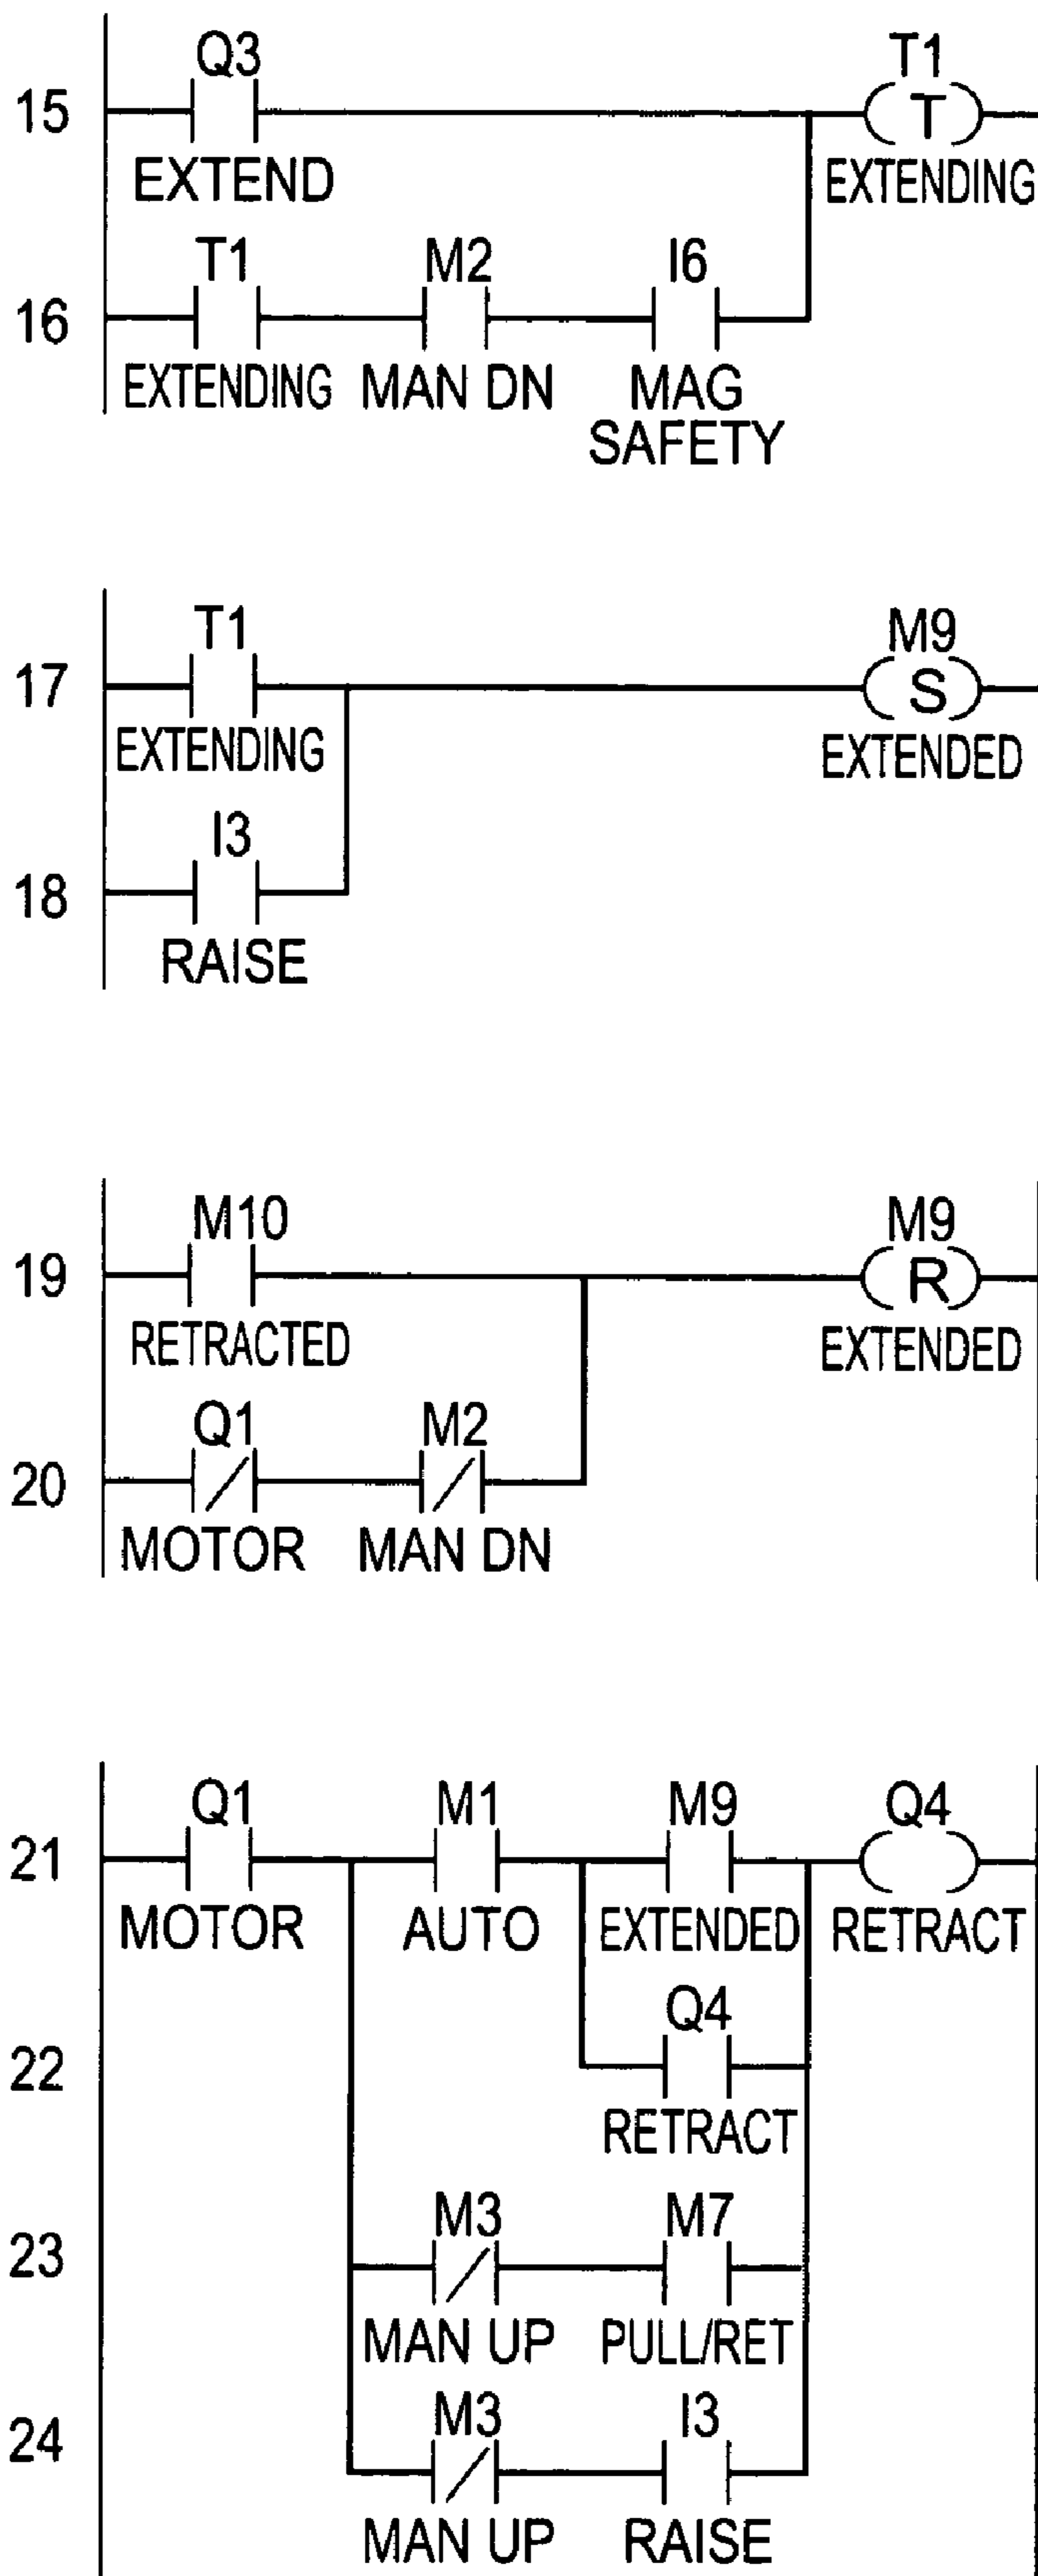 Q3 T1
15 T
EXTEND EXTENDING
T1 M2 I6
16
EXTENDING MAN DN MAG
SAFETY
T1 M9
17 S
EXTENDING EXTENDED
I3
18
RAISE
M10 M9
19 R
RETRACTED EXTENDED
Q1 M2
20
MOTOR MAN DN
Q1 M1 M9 Q4
21
MOTOR AUTO EXTENDED RETRACT
Q4
22
RETRACT
M3 M7
23
MAN UP PULL/RET
M3 I3
24
MAN UP RAISE